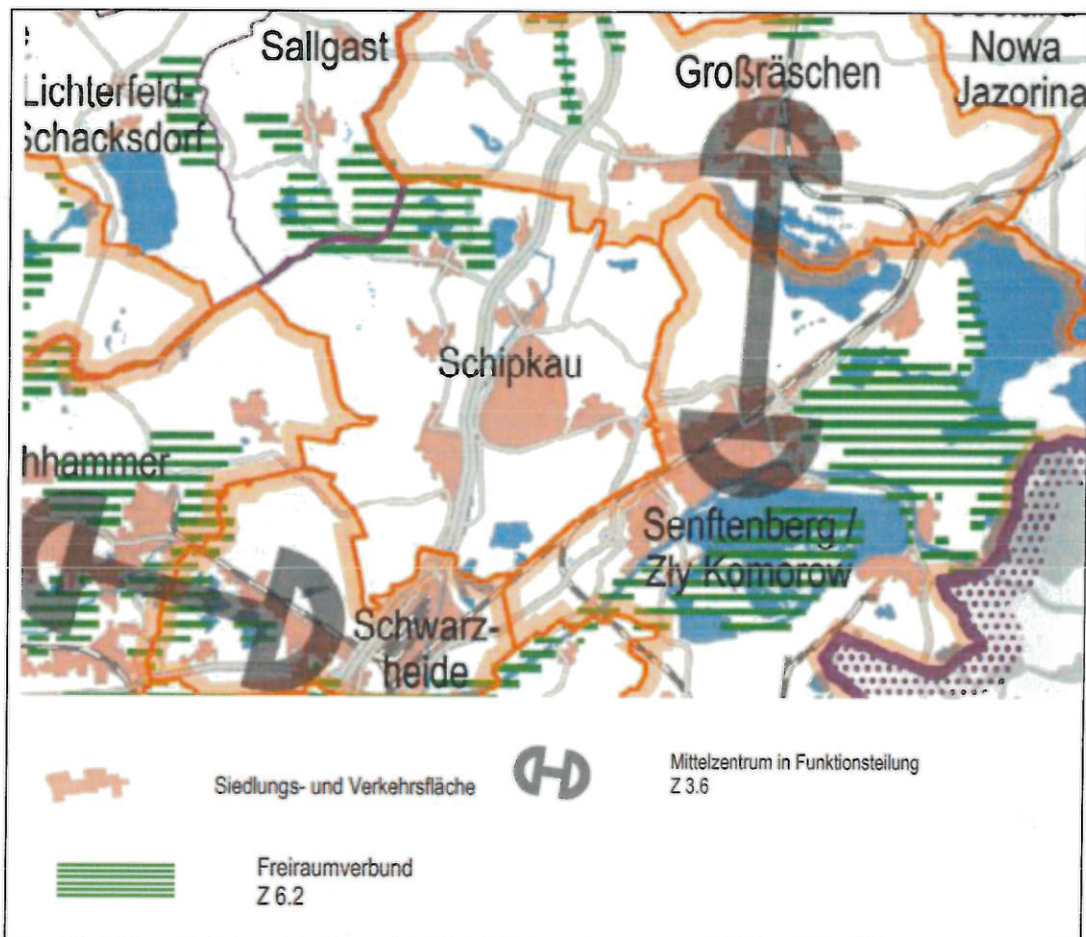 Sallgast
Großräschen
Nowa
Jazorina
Lichterfeld-
Schacksdorf
Schipkau
hhammer
Senftenberg /
Zły Komorow
Schwarz-
heide
Siedlungs- und Verkehrsfläche
Mittelzentrum in Funktionsteilung
Z 3.6
Freiraumverbund
Z 6.2